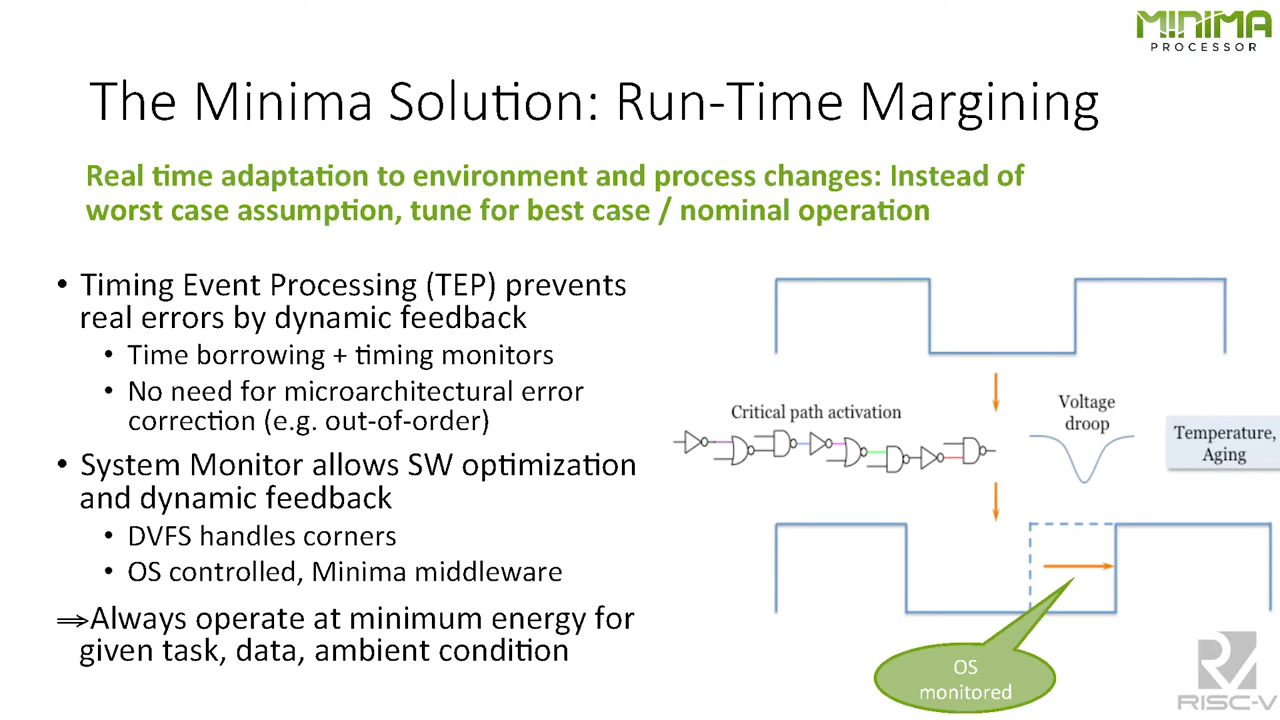 MINIMA
PROCESSOR
The Minima Solution: Run-Time Margining
Real time adaptation to environment and process changes: Instead of
worst case assumption, tune for best case / nominal operation
• Timing Event Processing (TEP) prevents
real errors by dynamic feedback
• Time borrowing + timing monitors
• No need for microarchitectural error
correction (e.g. out-of-order)
• System Monitor allows SW optimization
and dynamic feedback
• DVFS handles corners
• OS controlled, Minima middleware
⇒Always operate at minimum energy for
given task, data, ambient condition
Critical path activation
Voltage
droop
Temperature,
Aging
OS
monitored
RISC-V